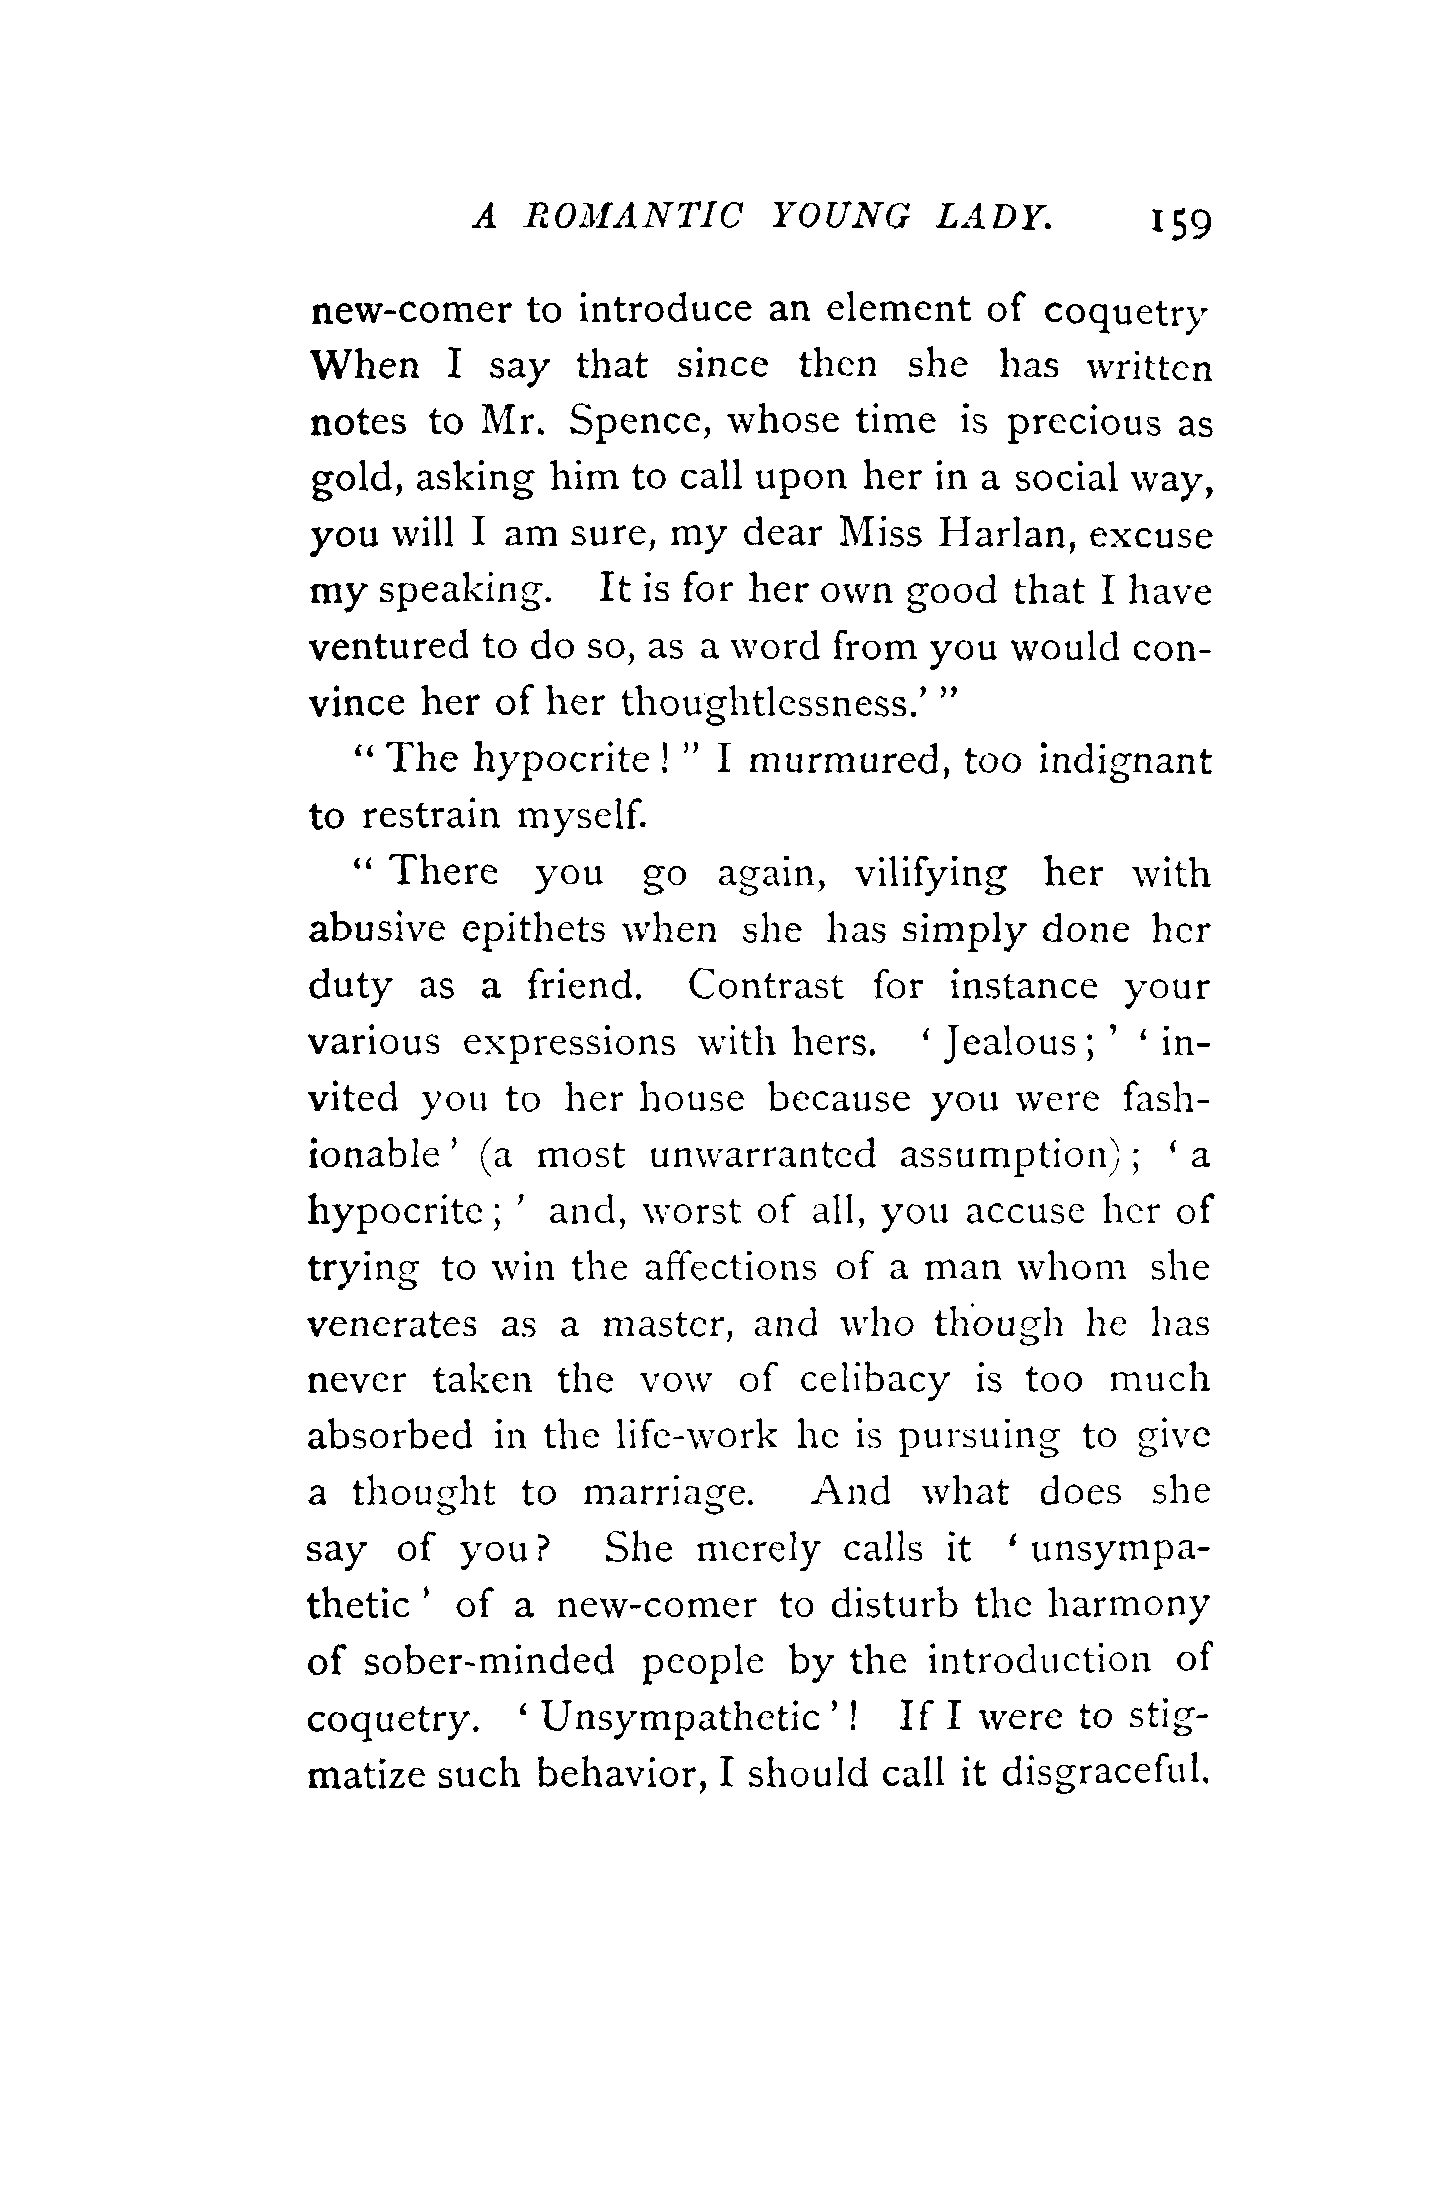 A ROMANTIC YOUNG LADY. 159
new-comer to introduce an element of coquetry
When I say that since then she has written
notes to Mr. Spence, whose time is precious as
gold, asking him to call upon her in a social way,
you will I am sure, my dear Miss Harlan, excuse
my speaking. It is for her own good that I have
ventured to do so, as a word from you would con-
vince her of her thoughtlessness.' "
" The hypocrite ! " I murmured, too indignant
to restrain myself.
" There you go again, vilifying her with
abusive epithets when she has simply done her
duty as a friend. Contrast for instance your
various expressions with hers. ' Jealous ; ' ' in-
vited you to her house because you were fash-
ionable ' (a most unwarranted assumption) ; ' a
hypocrite ; ' and, worst of all, you accuse her of
trying to win the affections of a man whom she
venerates as a master, and who though he has
never taken the vow of celibacy is too much
absorbed in the life-work he is pursuing to give
a thought to marriage. And what does she
say of you ? She merely calls it ' unsympa-
thetic ' of a new-comer to disturb the harmony
of sober-minded people by the introduction of
coquetry. ' Unsympathetic ' ! If I were to stig-
matize such behavior, I should call it disgraceful.